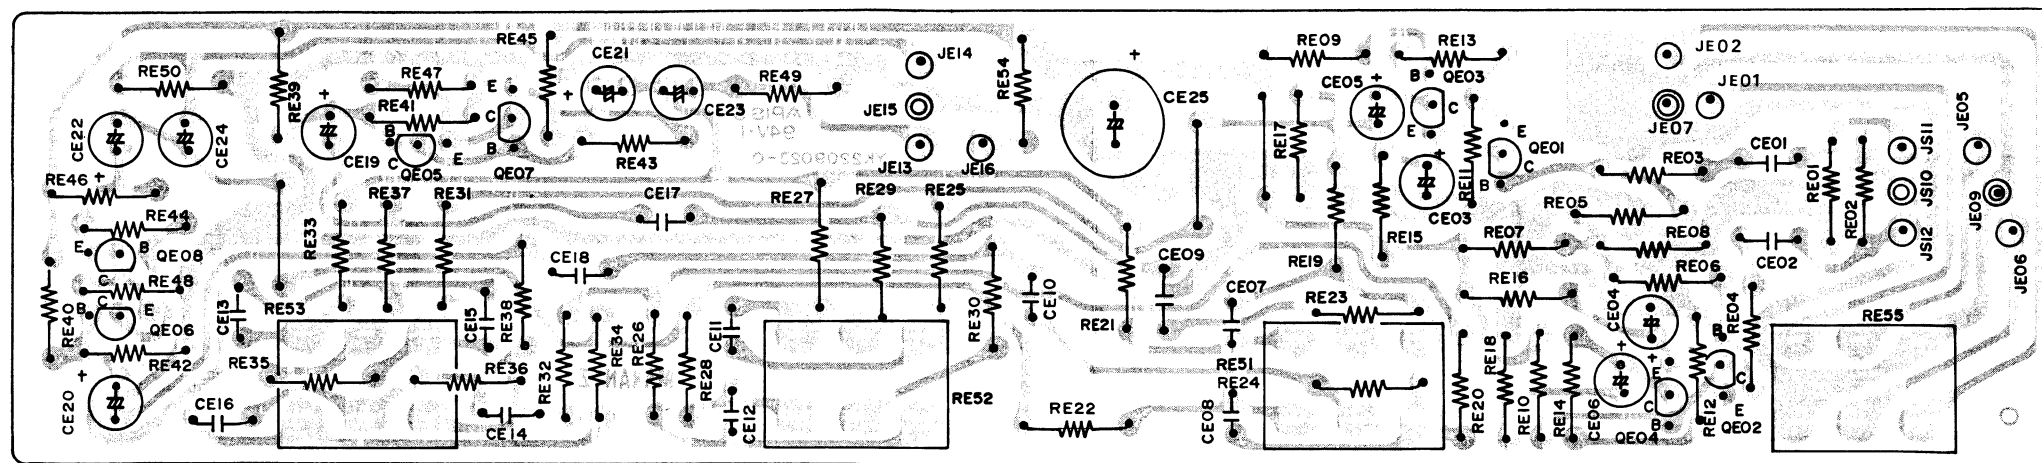 RE50
RE39
RE47
RE41
RE45
CE21
CE23
RE49
JE14
JE15
JE13
JE16
RE54
CE25
RE09
RE13
CE05
QE03
JE02
JE01
JE07
JE05
CE22
CE24
CE19
QE05
QE07
RE43
RE17
RE11
QE01
CE03
RE03
CE01
RE01
RE02
JS11
JS10
JS12
JE09
JE06
RE46
RE44
QE08
RE48
QE06
RE42
RE40
CE20
RE33
RE37
RE31
CE17
RE27
RE29
RE25
CE18
RE53
CE13
CE15
RE38
RE30
CE10
RE21
CE09
CE07
RE19
RE15
RE05
RE07
RE08
RE16
RE06
CE02
CE04
RE04
RE55
RE35
RE36
CE16
CE14
RE32
RE34
RE26
RE28
CE11
CE12
RE52
RE22
RE23
RE51
RE24
CE08
RE20
RE18
RE10
RE14
CE06
QE04
RE12
QE02
B
C
E
E
C
B
B
E
C
E
C
B
E
B
C
C
B
E
E
C
B
B
C
E
+
+
+
+
+
+
+
+
+
+
94V-1